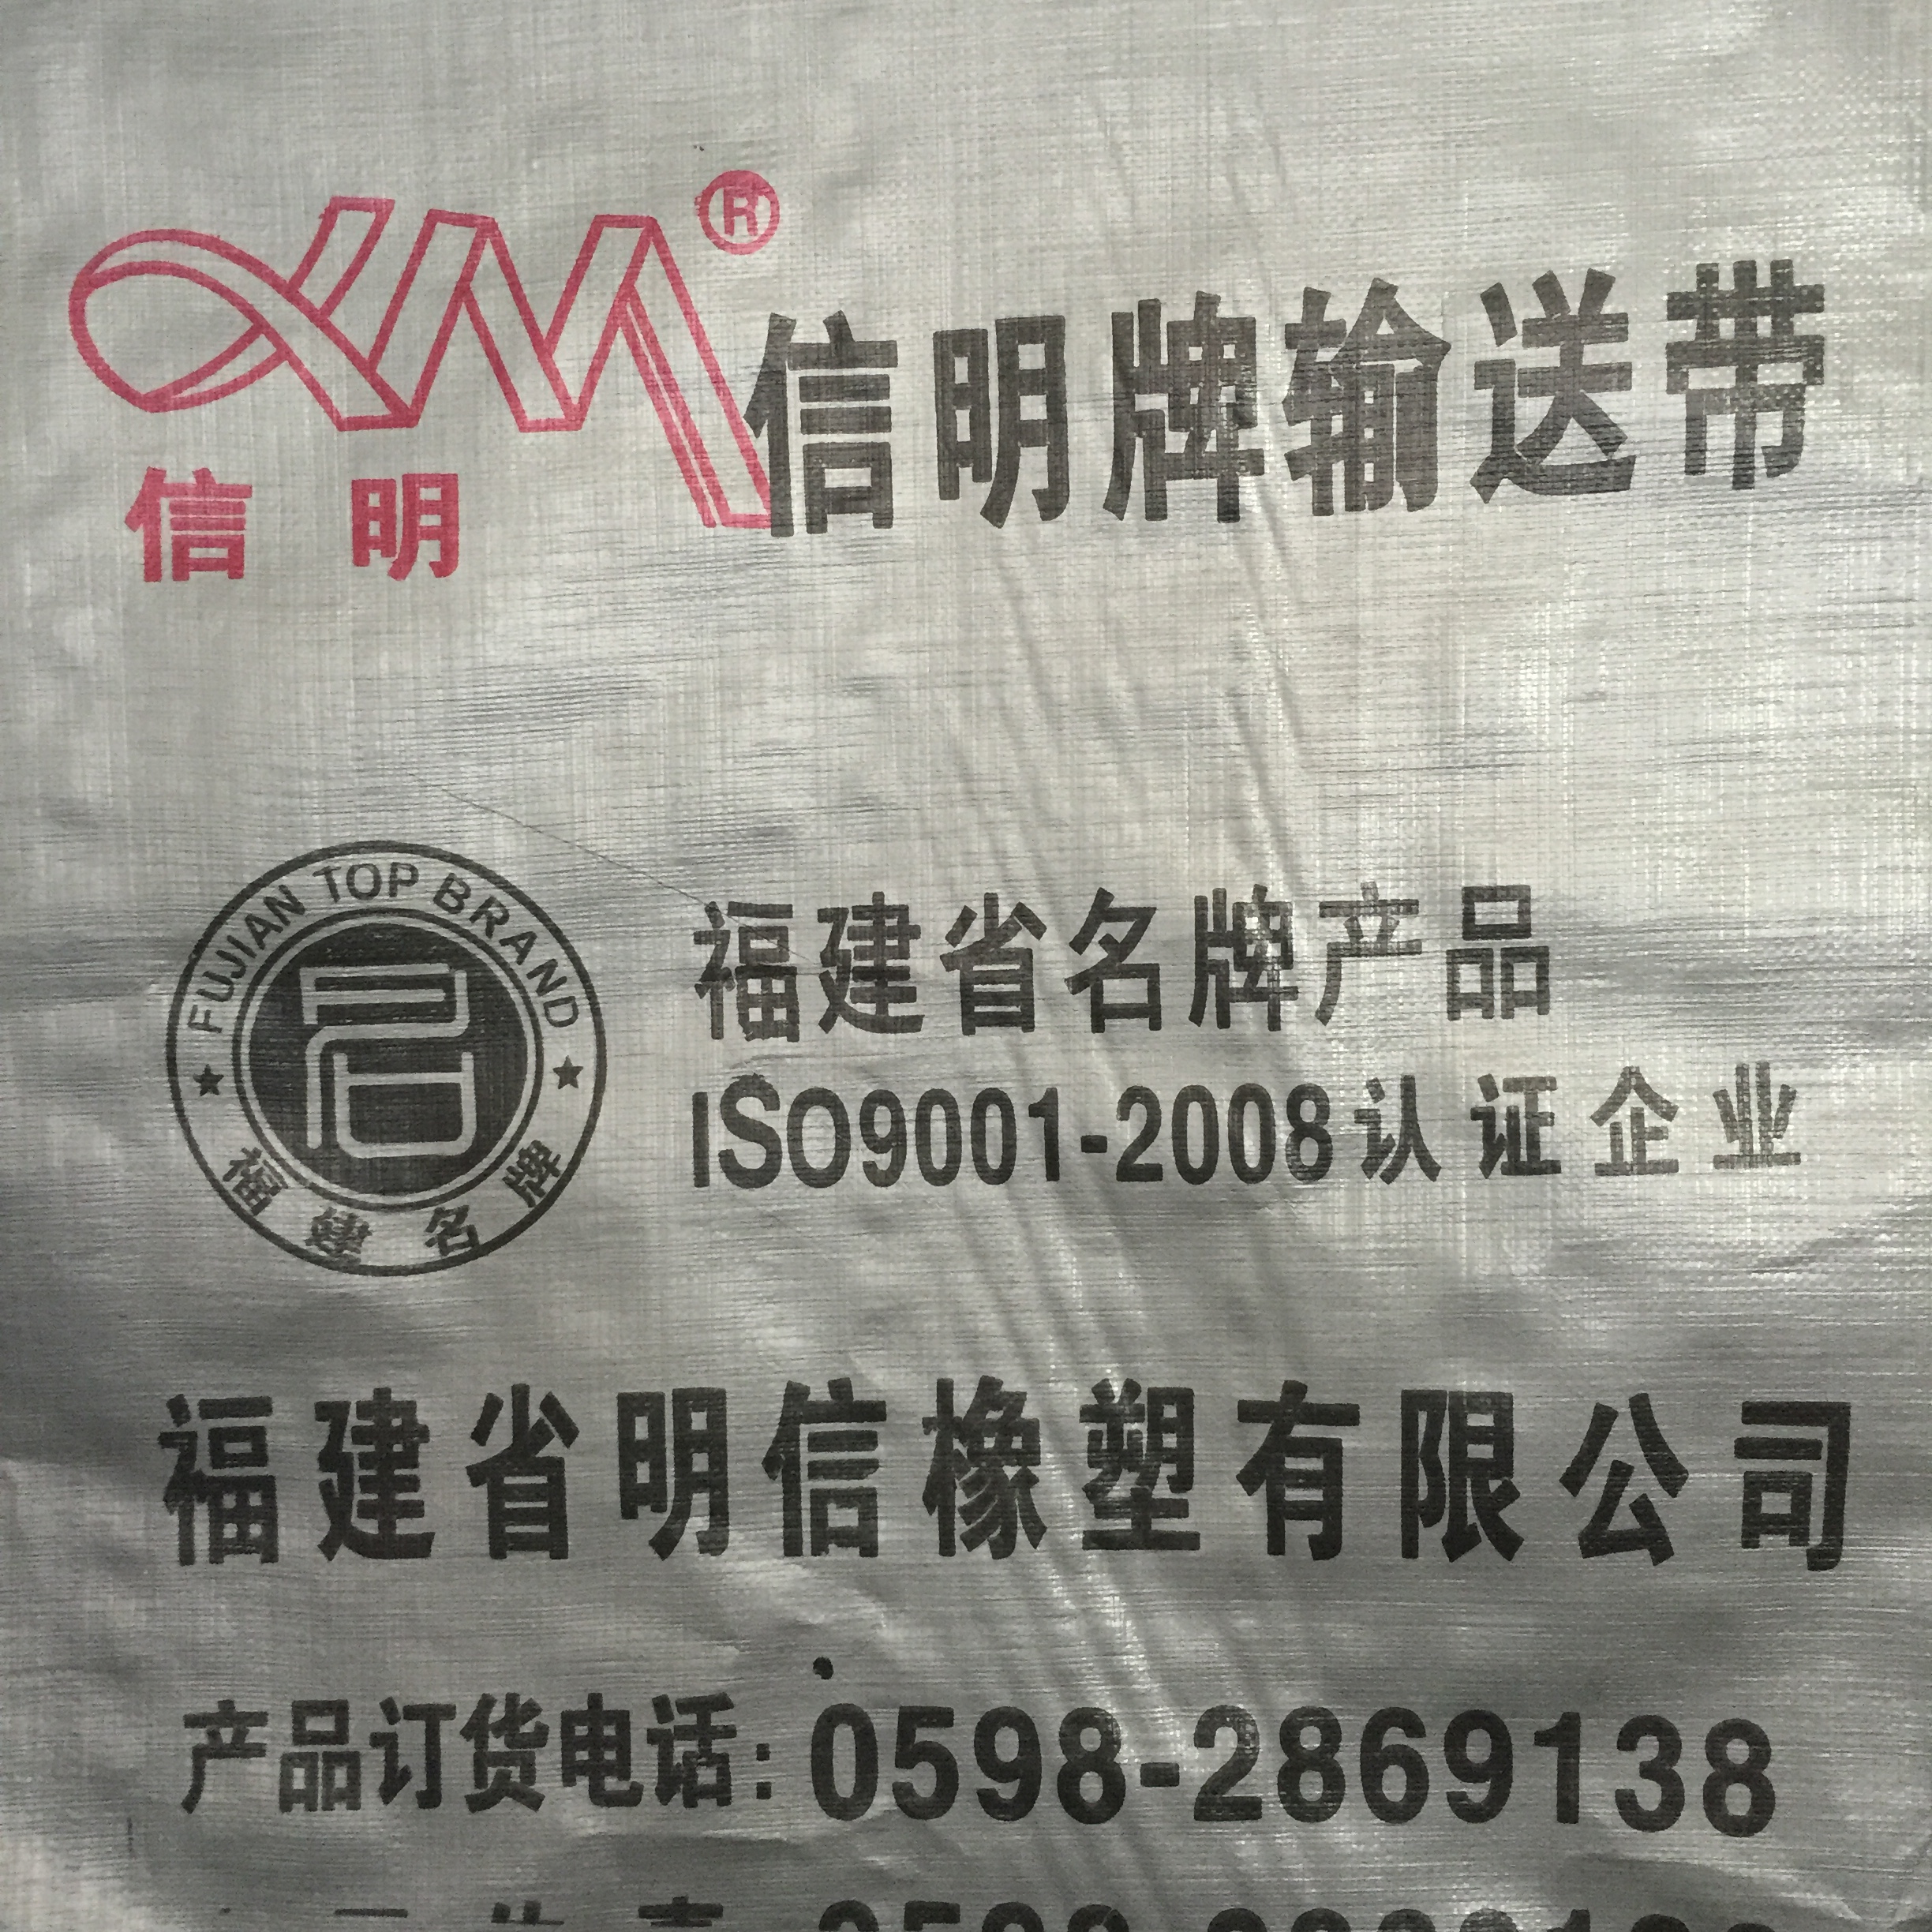 XM®
信明
信明牌输送带
FUJIAN TOP BRAND
福建名牌
福建省名牌产品
ISO9001-2008认证企业
福建省明信橡塑有限公司
产品订货电话:0598-2869138